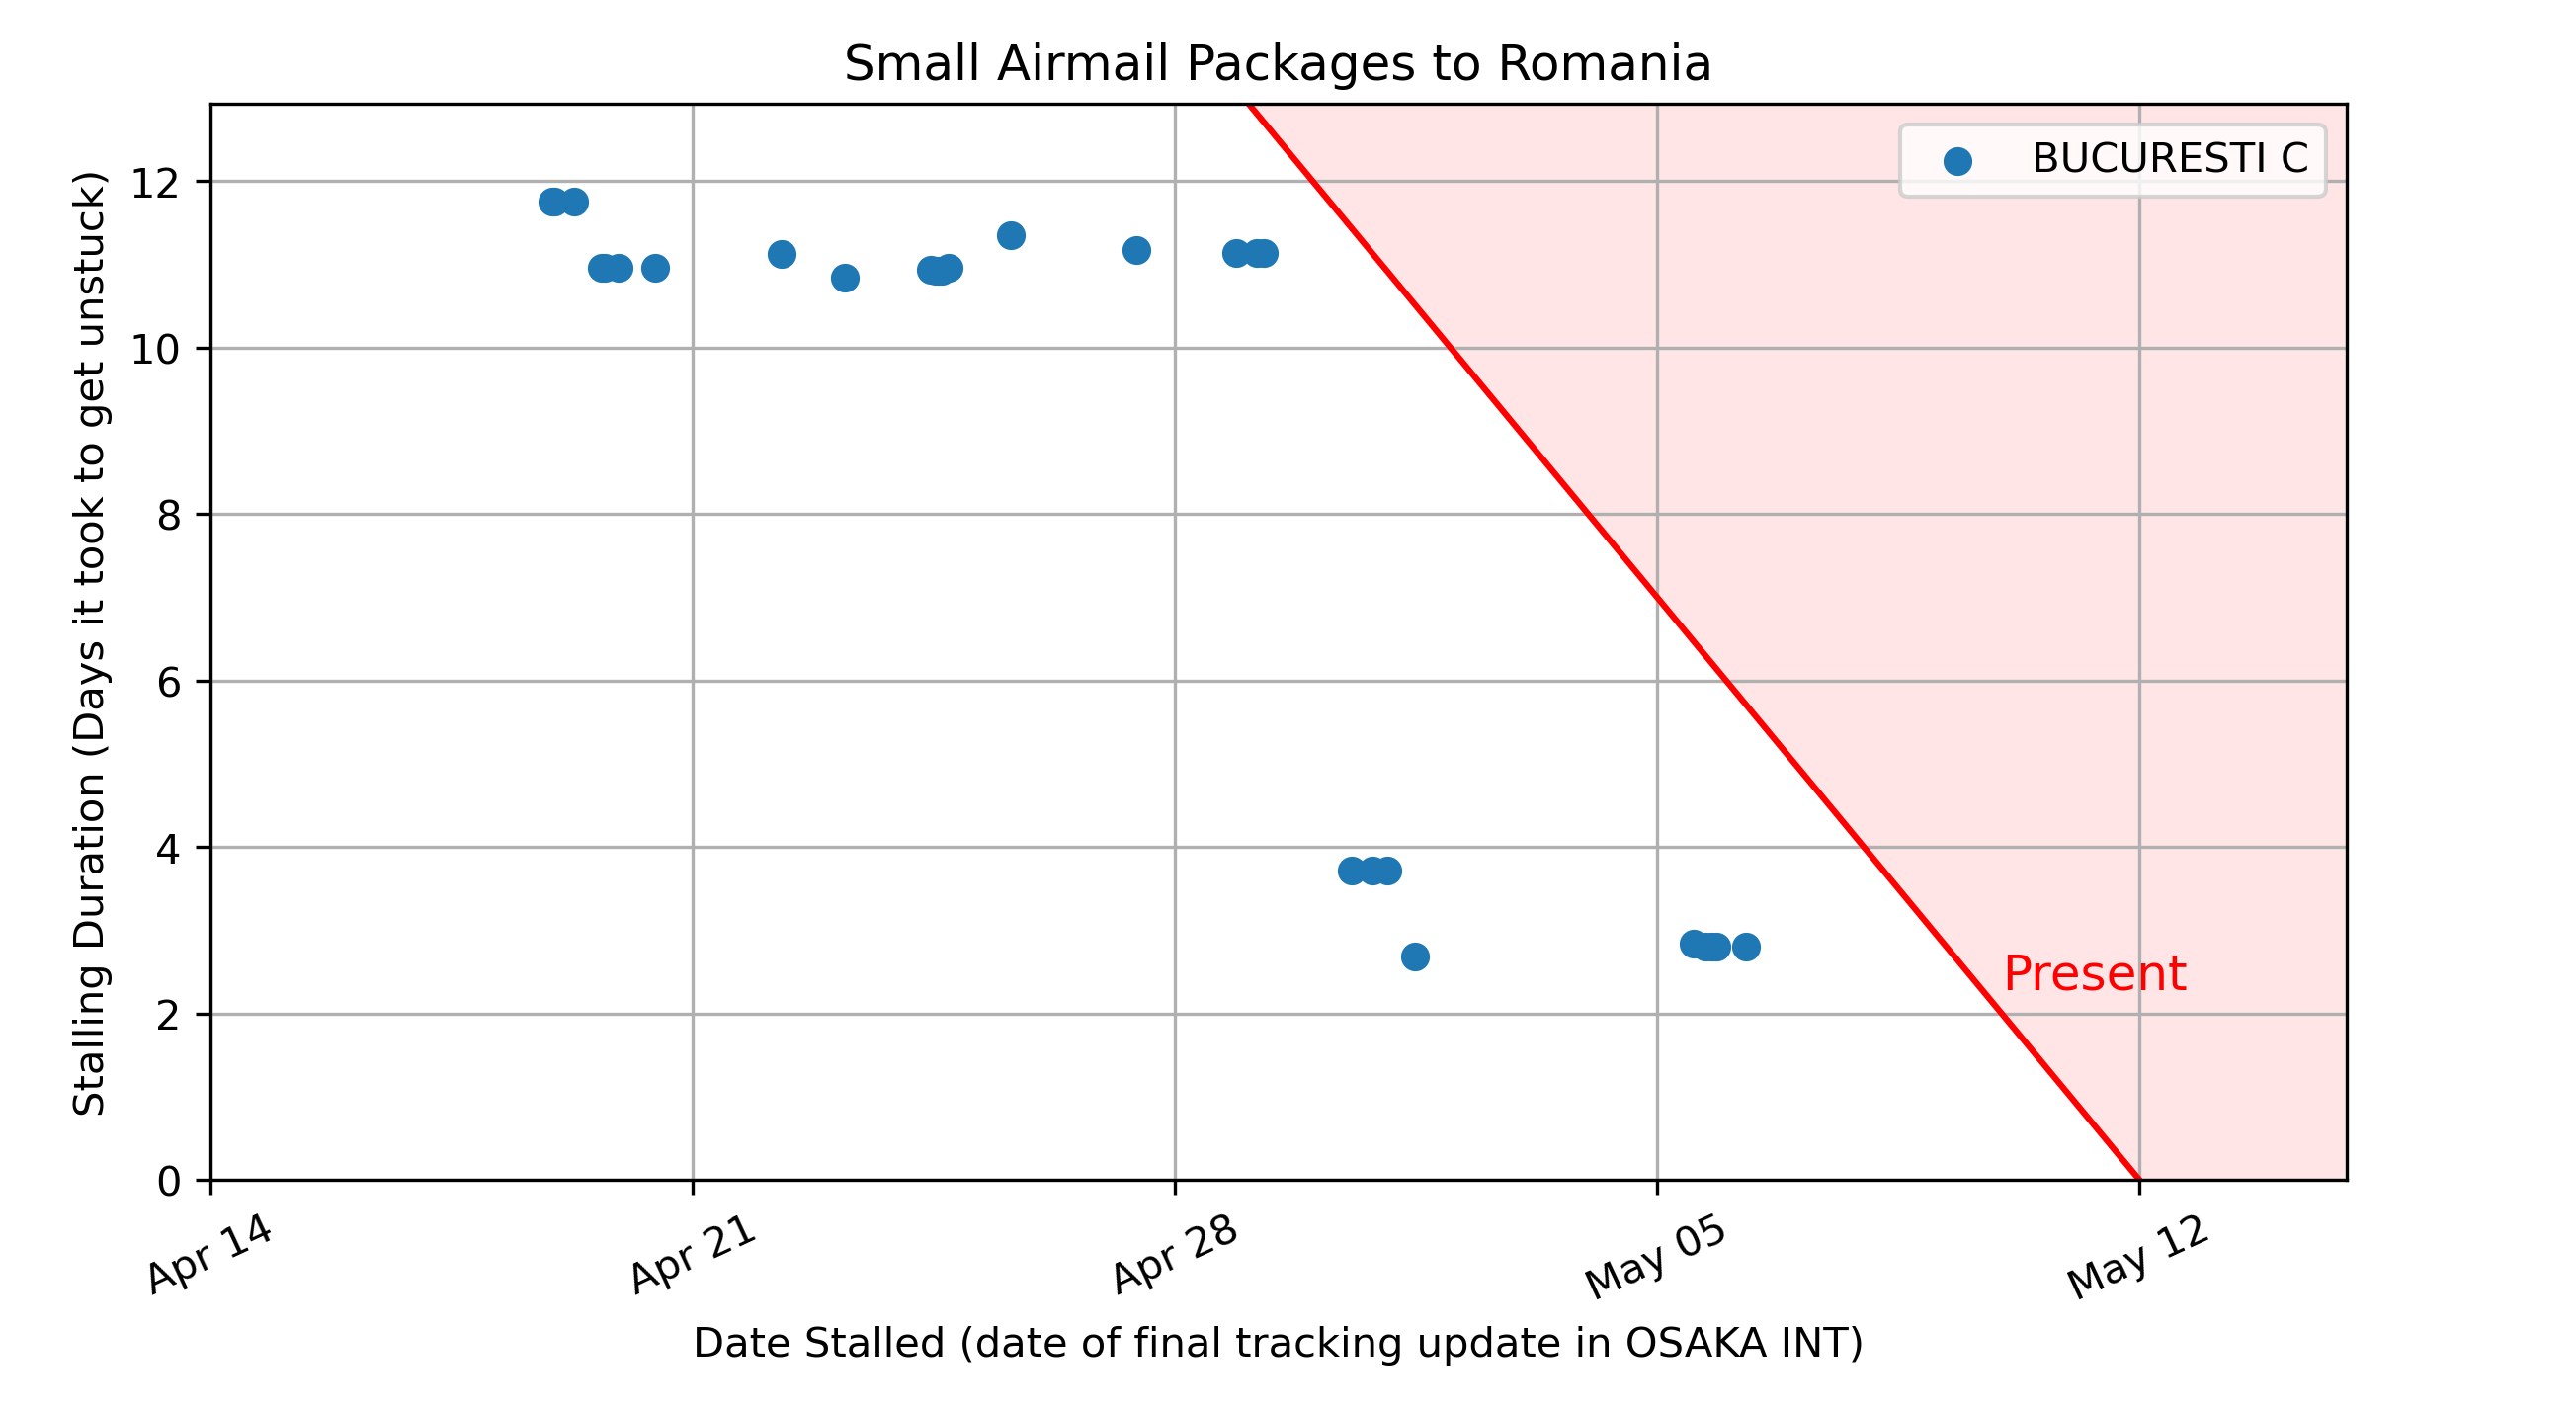 Small Airmail Packages to Romania
BUCURESTI C
Stalling Duration (Days it took to get unstuck)
12
10
8
6
4
2
0
Present
Apr 14
Apr 21
Apr 28
May 05
May 12
Date Stalled (date of final tracking update in OSAKA INT)